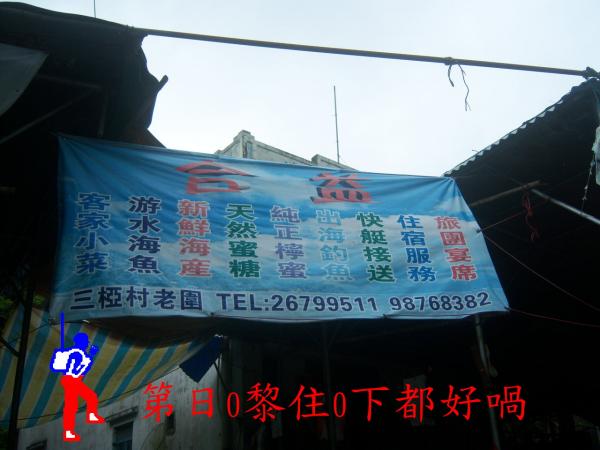 合益
客家小菜
游水海魚
新鮮海産
天然蜜糖
純正檸蜜
出海釣魚
快艇接送
住宿服務
旅團宴席
三椏村老圍 TEL:26799511 98768382
第日0黎住0下都好喎